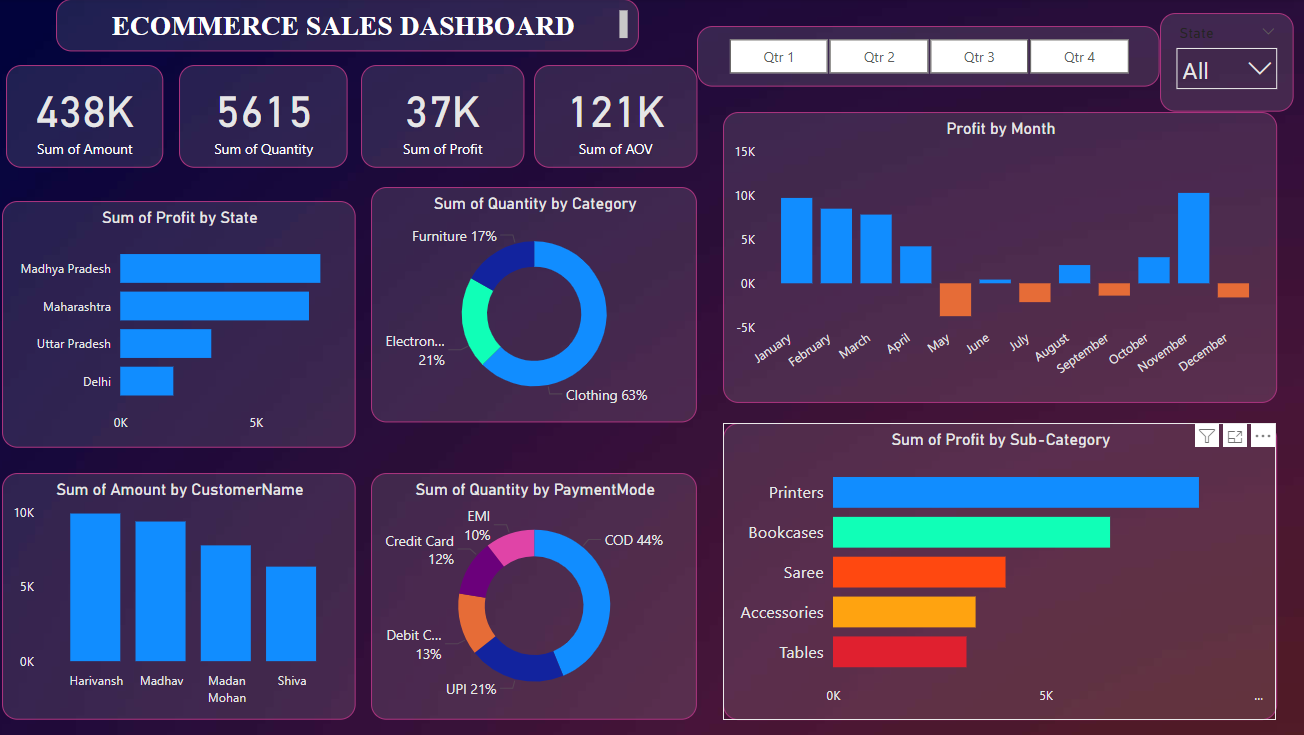 ECOMMERCE SALES DASHBOARD
Qtr 1
Qtr 2
Qtr 3
Qtr 4
State
All
438K
Sum of Amount
5615
Sum of Quantity
37K
Sum of Profit
121K
Sum of AOV
Sum of Profit by State
Madhya Pradesh
Maharashtra
Uttar Pradesh
Delhi
0K
5K
Sum of Quantity by Category
Furniture 17%
Electron...
21%
Clothing 63%
Profit by Month
15K
10K
5K
0K
-5K
January
February
March
April
May
June
July
August
September
October
November
December
Sum of Amount by CustomerName
10K
5K
0K
Harivansh
Madhav
Madan
Mohan
Shiva
Sum of Quantity by PaymentMode
EMI
10%
Credit Card
12%
COD 44%
Debit C...
13%
UPI 21%
Sum of Profit by Sub-Category
Printers
Bookcases
Saree
Accessories
Tables
0K
5K
...